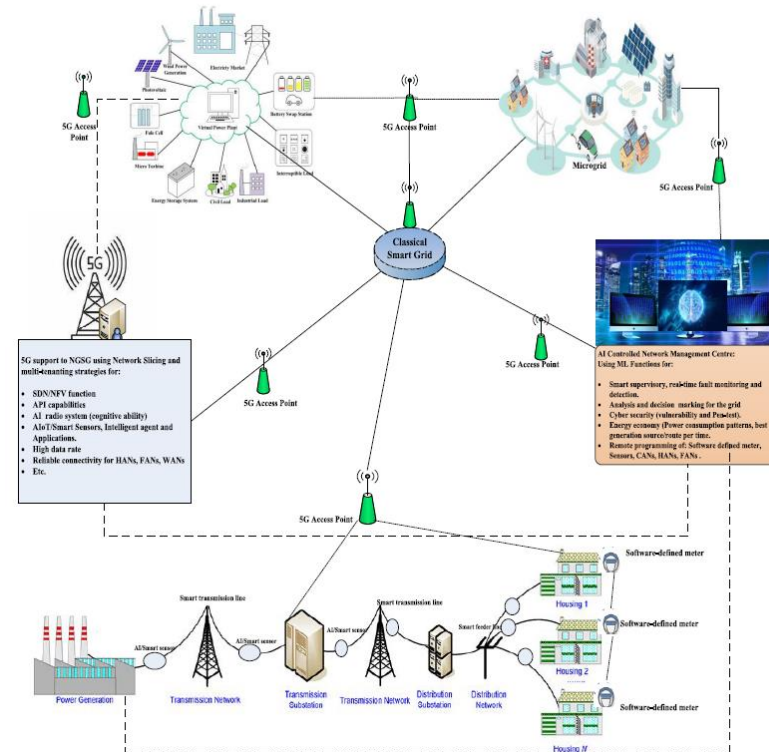 Electricity Market
Wind Power
Generation
Photovoltaic
Battery Swap Station
Virtual Power Plant
Micro Turbine
Interruptible Load
Energy Storage System
Civil Load
Industrial Load
5G Access
Point
5G Access
Point
Microgrid
5G Access
Point
Classical
Smart Grid
5G
5G support to NGSG using Network Slicing and
multi-tenanting strategies for:
• SDN/NFV function
• API capabilities
• AI radio system (cognitive ability)
• AIoT/Smart Sensors, Intelligent agent and
Applications.
• High data rate
• Reliable connectivity for HANs, FANs, WANs
• Etc.
5G Access Point
5G Access Point
AI Controlled Network Management Centre:
Using ML Functions for:
• Smart supervisory, real-time fault monitoring and
detection.
• Analysis and decision marking for the grid
• Cyber security (vulnerability and Pen-test).
• Energy economy (Power consumption patterns, best
generation source/route per time.
• Remote programming of: Software defined meter,
Sensors, CANs, HANs, FANs .
5G Access Point
Software-defined meter
Housing 1
Smart transmission line
Smart transmission line
AI/Smart sensor
AI/Smart sensor
AI/Smart sensor
Smart feeder
Software-defined meter
Housing 2
Power Generation
Transmission Network
Transmission
Substation
Transmission Network
Distribution
Substation
Distribution
Network
Software-defined meter
Housing N